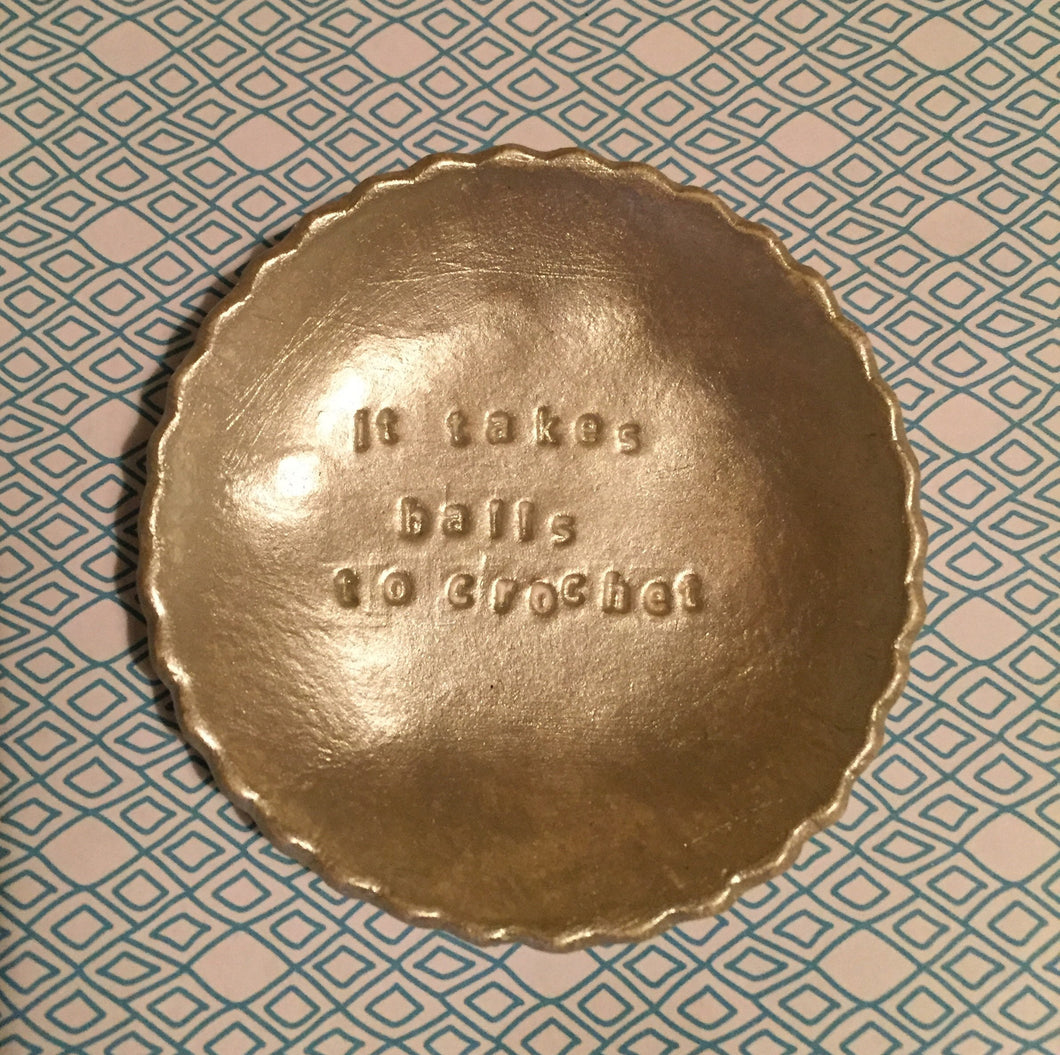 It takes
balls
to crochet